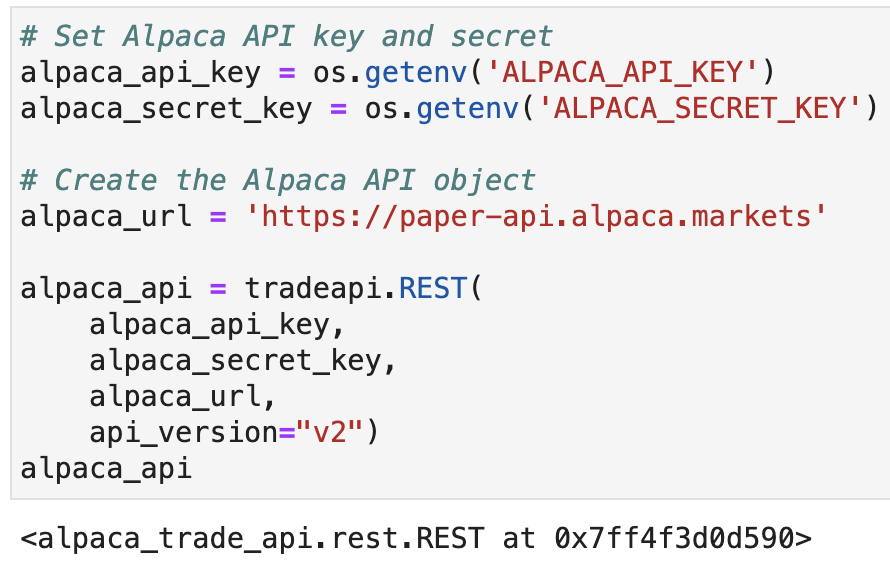 # Set Alpaca API key and secret
alpaca_api_key = os.getenv('ALPACA_API_KEY')
alpaca_secret_key = os.getenv('ALPACA_SECRET_KEY')
# Create the Alpaca API object
alpaca_url = 'https://paper-api.alpaca.markets'
alpaca_api = tradeapi.REST(
    alpaca_api_key,
    alpaca_secret_key,
    alpaca_url,
    api_version="v2")
alpaca_api
<alpaca_trade_api.rest.REST at 0x7ff4f3d0d590>